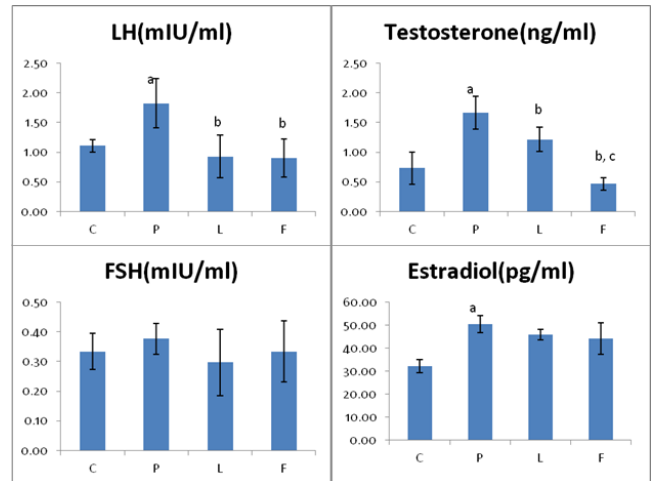 LH(mIU/ml)
2.50
2.00
1.50
1.00
0.50
0.00
a
b
b
C P L F
Testosterone(ng/ml)
2.50
2.00
1.50
1.00
0.50
0.00
a
b
b, c
C P L F
FSH(mIU/ml)
0.50
0.40
0.30
0.20
0.10
0.00
C P L F
Estradiol(pg/ml)
60.00
50.00
40.00
30.00
20.00
10.00
0.00
a
C P L F